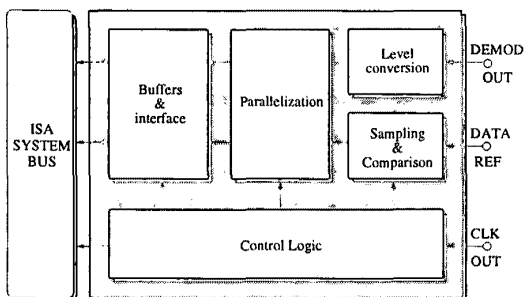 Level
conversion
DEMOD
OUT
Buffers
&
interface
Parallelization
ISA
SYSTEM
BUS
Sampling
&
Comparison
DATA
REF
Control Logic
CLK
OUT